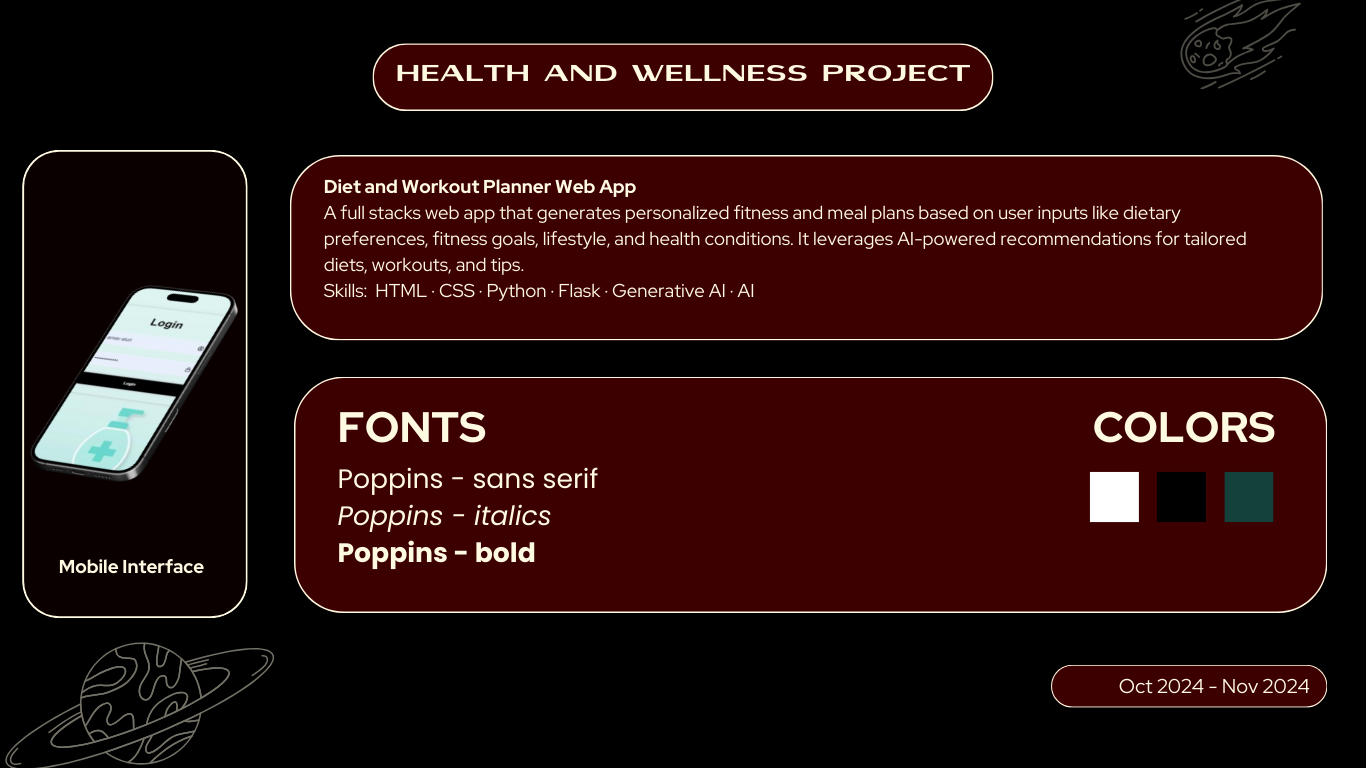 HEALTH AND WELLNESS PROJECT
Diet and Workout Planner Web App
A full stacks web app that generates personalized fitness and meal plans based on user inputs like dietary
preferences, fitness goals, lifestyle, and health conditions. It leverages AI-powered recommendations for tailored
diets, workouts, and tips.
Skills: HTML · CSS · Python · Flask · Generative AI · AI
Login
Login
Mobile Interface
FONTS
Poppins - sans serif
Poppins - italics
Poppins - bold
COLORS
Oct 2024 - Nov 2024